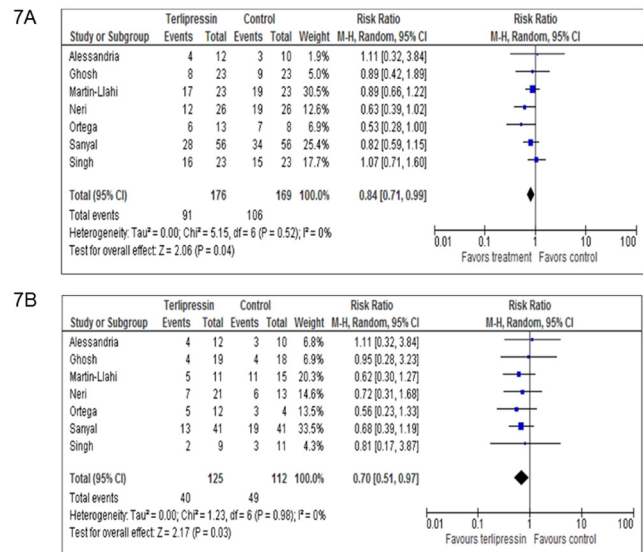 7A
Terlipressin Control Risk Ratio Risk Ratio
Study or Subgroup Events Total Events Total Weight M-H, Random, 95% CI M-H, Random, 95% CI
Alessandria 4 12 3 10 1.9% 1.11 [0.32, 3.84]
Ghosh 8 23 9 23 5.0% 0.89 [0.42, 1.89]
Martin-Llahi 17 23 19 23 30.5% 0.89 [0.66, 1.22]
Neri 12 26 19 26 12.6% 0.63 [0.39, 1.02]
Ortega 6 13 7 8 6.9% 0.53 [0.28, 1.00]
Sanyal 28 56 34 56 25.4% 0.82 [0.59, 1.15]
Singh 16 23 15 23 17.7% 1.07 [0.71, 1.60]
Total (95% CI) 176 169 100.0% 0.84 [0.71, 0.99]
Total events 91 106
Heterogeneity: Tau² = 0.00; Chi² = 5.15, df = 6 (P = 0.52); I² = 0%
Test for overall effect: Z = 2.06 (P = 0.04)
0.01 0.1 1 10 100
Favors treatment Favors control
7B
Terlipressin Control Risk Ratio Risk Ratio
Study or Subgroup Events Total Events Total Weight M-H, Random, 95% CI M-H, Random, 95% CI
Alessandria 4 12 3 10 6.8% 1.11 [0.32, 3.84]
Ghosh 4 19 4 18 6.9% 0.95 [0.28, 3.23]
Martin-Llahi 5 11 11 15 20.3% 0.62 [0.30, 1.27]
Neri 7 21 6 13 14.6% 0.72 [0.31, 1.68]
Ortega 5 12 3 4 13.5% 0.56 [0.23, 1.33]
Sanyal 13 41 19 41 33.5% 0.68 [0.39, 1.19]
Singh 2 9 3 11 4.3% 0.81 [0.17, 3.87]
Total (95% CI) 125 112 100.0% 0.70 [0.51, 0.97]
Total events 40 49
Heterogeneity: Tau² = 0.00; Chi² = 1.23, df = 6 (P = 0.98); I² = 0%
Test for overall effect: Z = 2.17 (P = 0.03)
0.01 0.1 1 10 100
Favours terlipressin Favours control